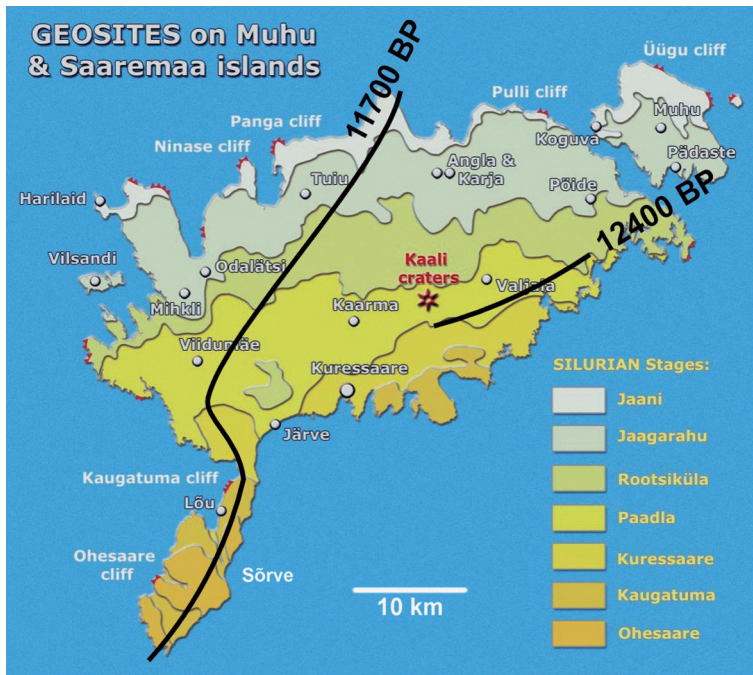 GEOSITES on Muhu
& Saaremaa islands
11700 BP
Üügu cliff
Pulli cliff
Panga cliff
Ninase cliff
Koguva
Muhu
Pädaste
Angla &
Karja
Tuiu
Pöide
Harilaid
12400 BP
Vilsandi
Odalätsi
Mihkli
Kaali
craters
Valjala
Kaarma
Viidumäe
Kuressaare
Järve
Kaugatuma cliff
Lõu
Ohesaare
cliff
Sõrve
10 km
SILURIAN Stages:
Jaani
Jaagarahu
Rootsiküla
Paadla
Kuressaare
Kaugatuma
Ohesaare